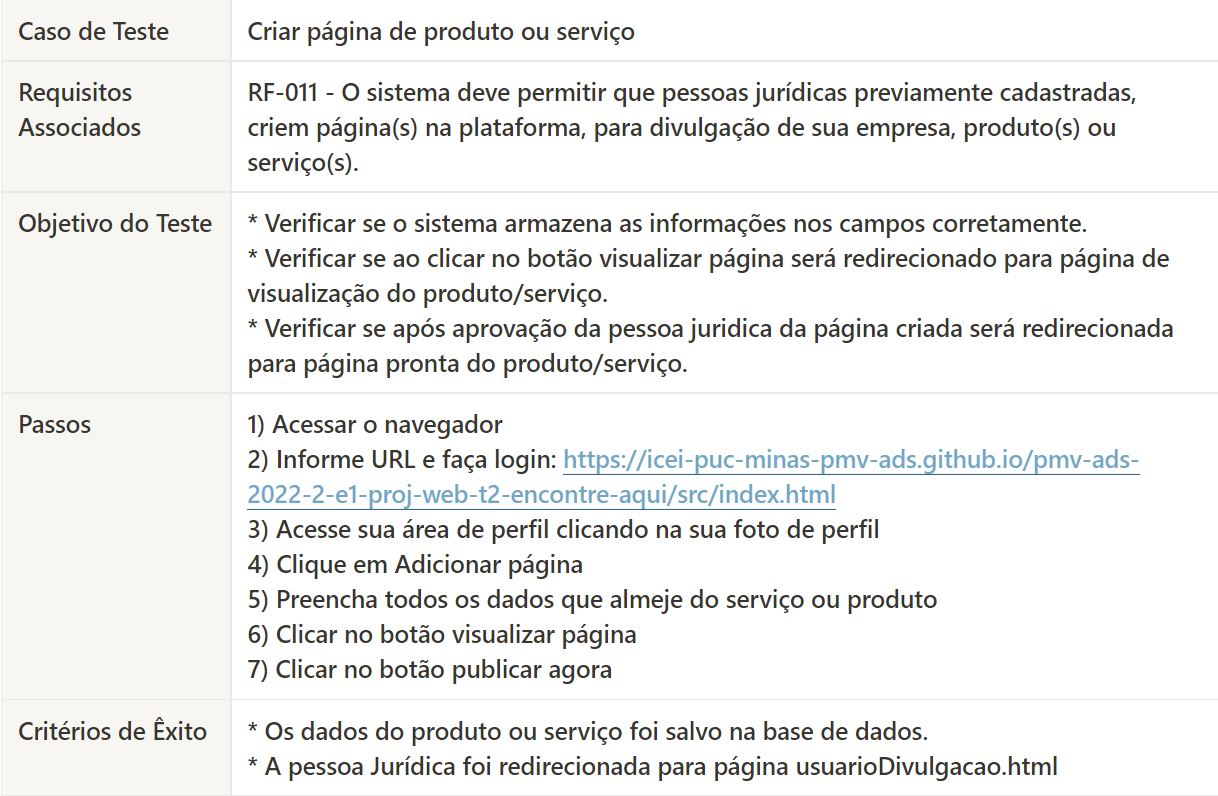 Caso de Teste
Criar página de produto ou serviço
Requisitos
Associados
RF-011 - O sistema deve permitir que pessoas jurídicas previamente cadastradas,
criem página(s) na plataforma, para divulgação de sua empresa, produto(s) ou
serviço(s).
Objetivo do Teste
* Verificar se o sistema armazena as informações nos campos corretamente.
* Verificar se ao clicar no botão visualizar página será redirecionado para página de
visualização do produto/serviço.
* Verificar se após aprovação da pessoa juridica da página criada será redirecionada
para página pronta do produto/serviço.
Passos
1) Acessar o navegador
2) Informe URL e faça login: https://icei-puc-minas-pmv-ads.github.io/pmv-ads-
2022-2-e1-proj-web-t2-encontre-aqui/src/index.html
3) Acesse sua área de perfil clicando na sua foto de perfil
4) Clique em Adicionar página
5) Preencha todos os dados que almeje do serviço ou produto
6) Clicar no botão visualizar página
7) Clicar no botão publicar agora
Critérios de Êxito
* Os dados do produto ou serviço foi salvo na base de dados.
* A pessoa Jurídica foi redirecionada para página usuarioDivulgacao.html